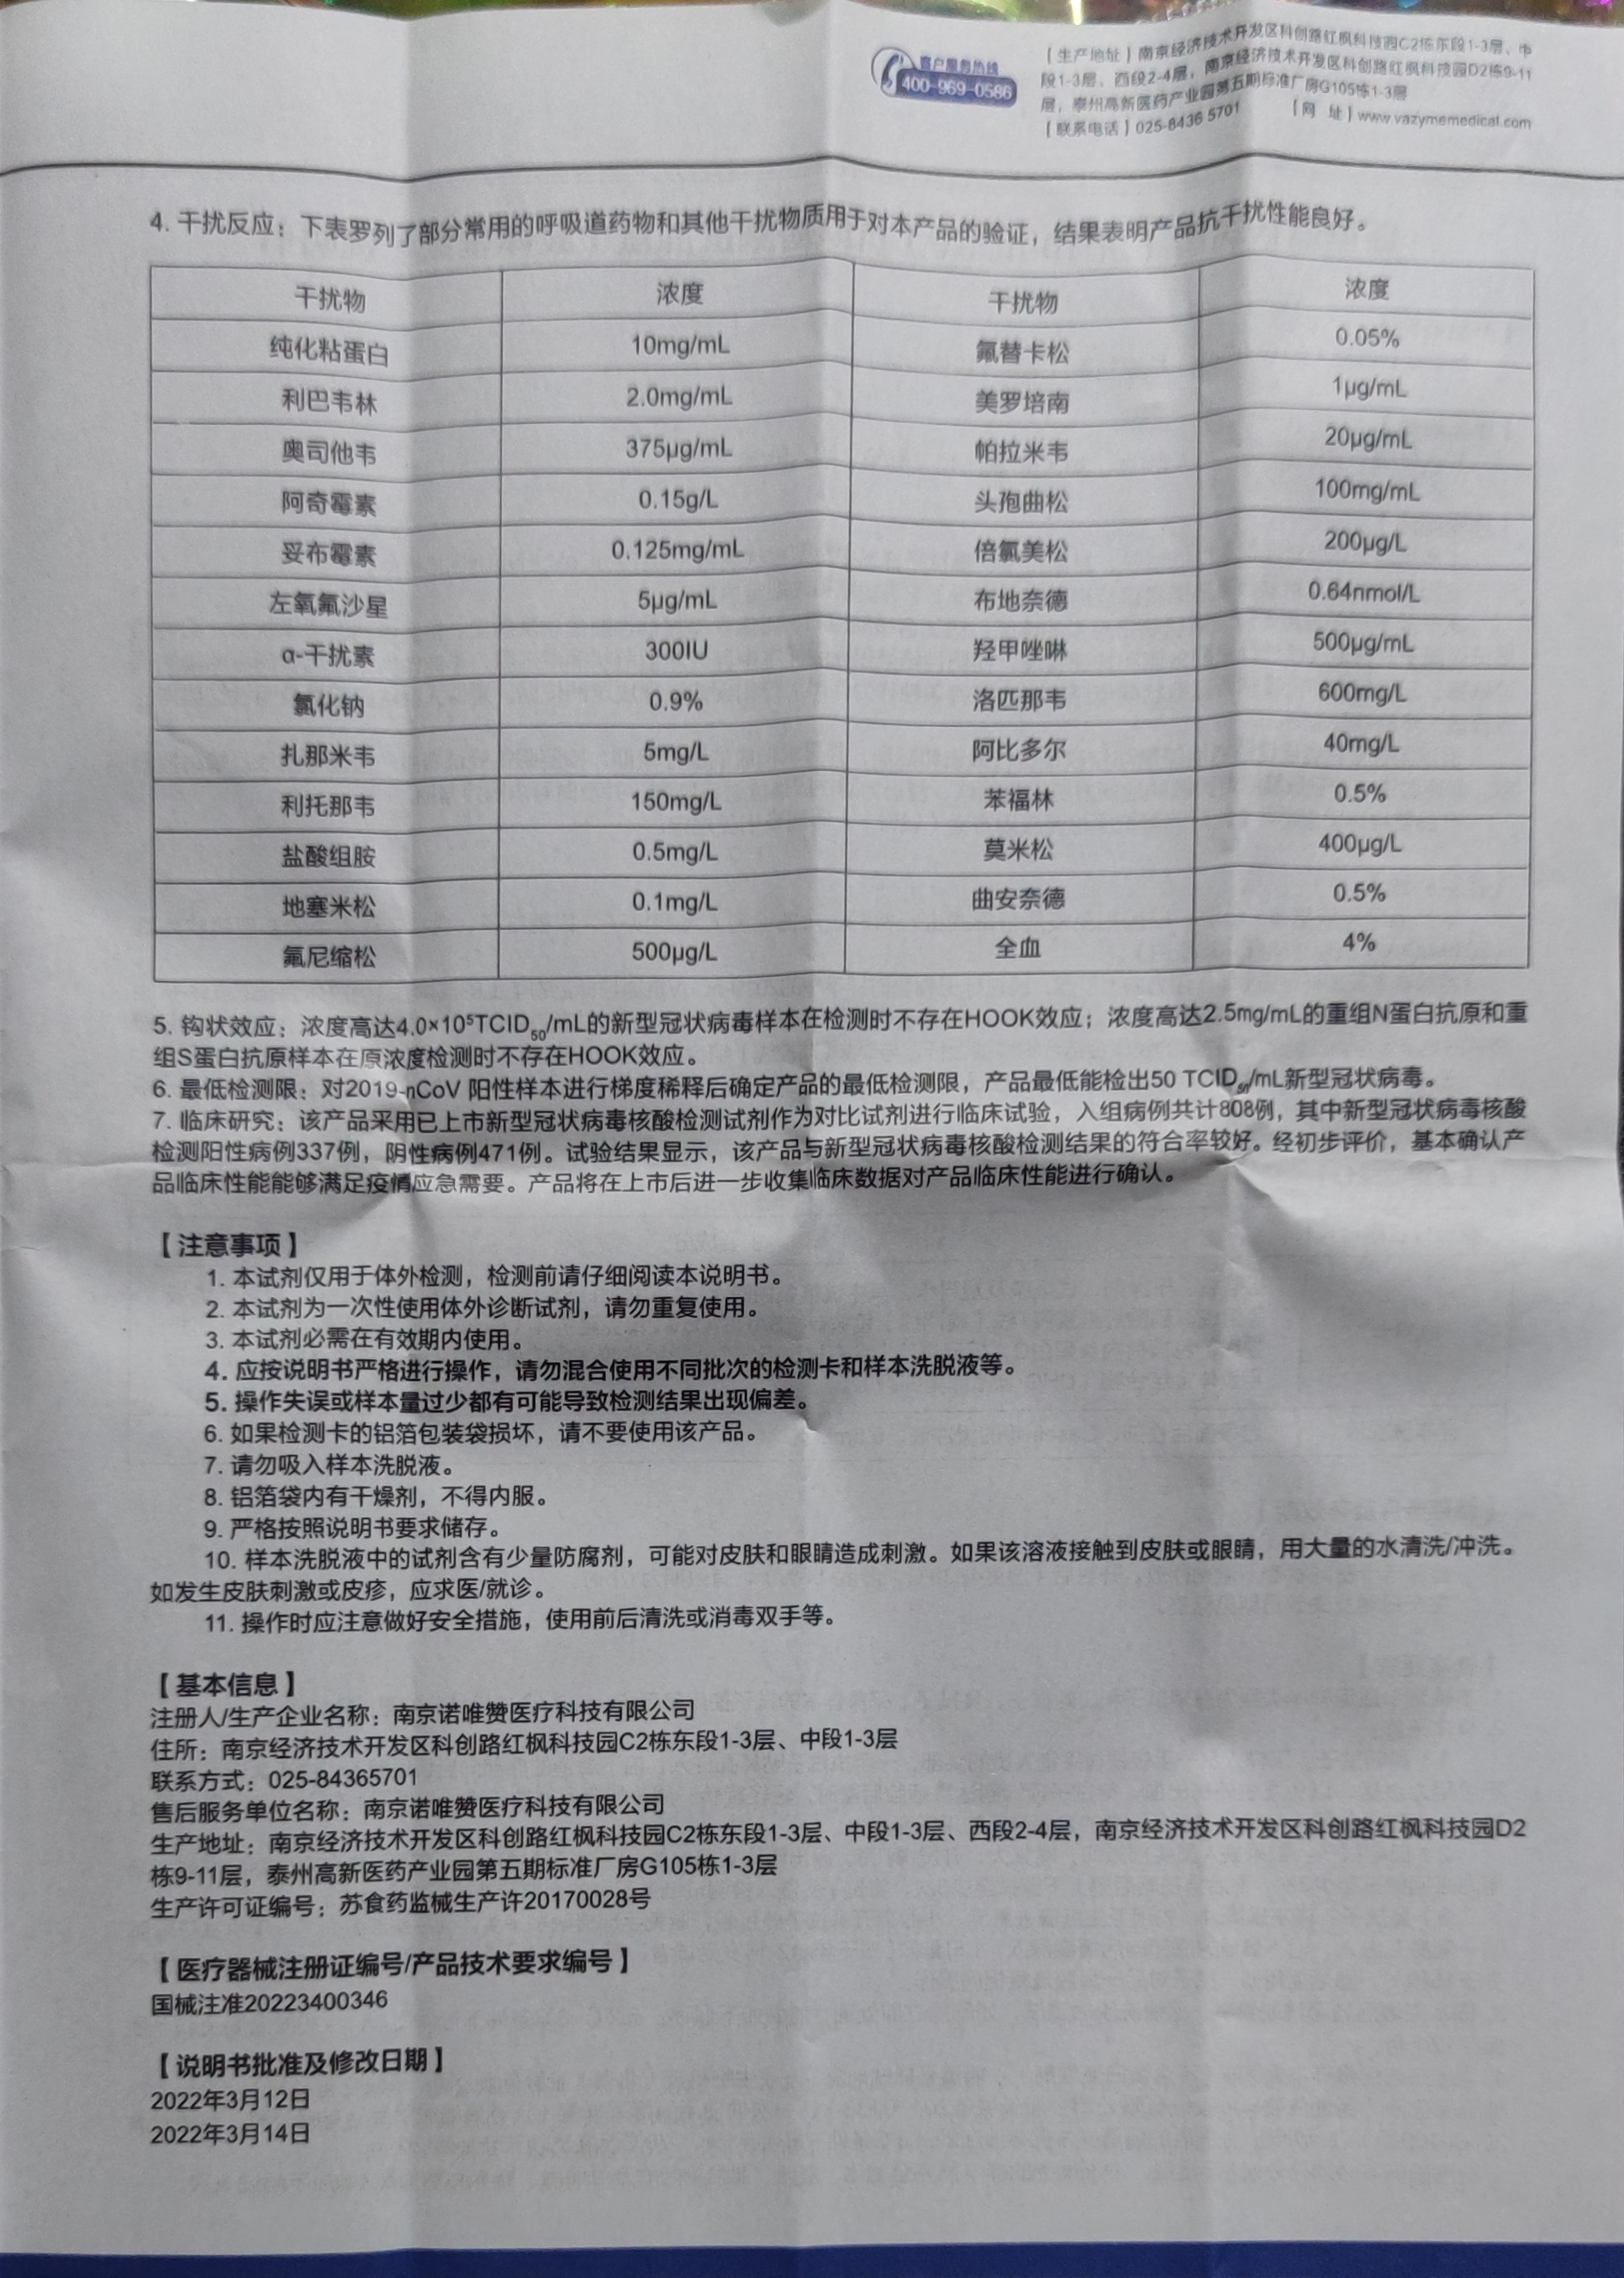 客户服务热线
400-969-0586
【生产地址】南京经济技术开发区科创路红枫科技园C2栋东段1-3层、中
段1-3层、西段2-4层，南京经济技术开发区科创路红枫科技园D2栋9-11
层，泰州高新医药产业园第五期标准厂房G105栋1-3层
【联系电话】025-8436 5701 【网 址】www.vazymemedical.com
4. 干扰反应：下表罗列了部分常用的呼吸道药物和其他干扰物质用于对本产品的验证，结果表明产品抗干扰性能良好。
干扰物 浓度 干扰物 浓度
纯化粘蛋白 10mg/mL 氟替卡松 0.05%
利巴韦林 2.0mg/mL 美罗培南 1μg/mL
奥司他韦 375μg/mL 帕拉米韦 20μg/mL
阿奇霉素 0.15g/L 头孢曲松 100mg/mL
妥布霉素 0.125mg/mL 倍氯美松 200μg/L
左氧氟沙星 5μg/mL 布地奈德 0.64nmol/L
α-干扰素 300IU 羟甲唑啉 500μg/mL
氯化钠 0.9% 洛匹那韦 600mg/L
扎那米韦 5mg/L 阿比多尔 40mg/L
利托那韦 150mg/L 苯福林 0.5%
盐酸组胺 0.5mg/L 莫米松 400μg/L
地塞米松 0.1mg/L 曲安奈德 0.5%
氟尼缩松 500μg/L 全血 4%
5. 钩状效应：浓度高达4.0×10⁵TCID₅₀/mL的新型冠状病毒样本在检测时不存在HOOK效应；浓度高达2.5mg/mL的重组N蛋白抗原和重
组S蛋白抗原样本在原浓度检测时不存在HOOK效应。
6. 最低检测限：对2019-nCoV 阳性样本进行梯度稀释后确定产品的最低检测限，产品最低能检出50 TCID₅₀/mL新型冠状病毒。
7. 临床研究：该产品采用已上市新型冠状病毒核酸检测试剂作为对比试剂进行临床试验，入组病例共计808例，其中新型冠状病毒核酸
检测阳性病例337例，阴性病例471例。试验结果显示，该产品与新型冠状病毒核酸检测结果的符合率较好。经初步评价，基本确认产
品临床性能能够满足疫情应急需要。产品将在上市后进一步收集临床数据对产品临床性能进行确认。
【注意事项】
1. 本试剂仅用于体外检测，检测前请仔细阅读本说明书。
2. 本试剂为一次性使用体外诊断试剂，请勿重复使用。
3. 本试剂必需在有效期内使用。
4. 应按说明书严格进行操作，请勿混合使用不同批次的检测卡和样本洗脱液等。
5. 操作失误或样本量过少都有可能导致检测结果出现偏差。
6. 如果检测卡的铝箔包装袋损坏，请不要使用该产品。
7. 请勿吸入样本洗脱液。
8. 铝箔袋内有干燥剂，不得内服。
9. 严格按照说明书要求储存。
10. 样本洗脱液中的试剂含有少量防腐剂，可能对皮肤和眼睛造成刺激。如果该溶液接触到皮肤或眼睛，用大量的水清洗/冲洗。
如发生皮肤刺激或皮疹，应求医/就诊。
11. 操作时应注意做好安全措施，使用前后清洗或消毒双手等。
【基本信息】
注册人/生产企业名称：南京诺唯赞医疗科技有限公司
住所：南京经济技术开发区科创路红枫科技园C2栋东段1-3层、中段1-3层
联系方式：025-84365701
售后服务单位名称：南京诺唯赞医疗科技有限公司
生产地址：南京经济技术开发区科创路红枫科技园C2栋东段1-3层、中段1-3层、西段2-4层，南京经济技术开发区科创路红枫科技园D2
栋9-11层，泰州高新医药产业园第五期标准厂房G105栋1-3层
生产许可证编号：苏食药监械生产许20170028号
【医疗器械注册证编号/产品技术要求编号】
国械注准20223400346
【说明书批准及修改日期】
2022年3月12日
2022年3月14日